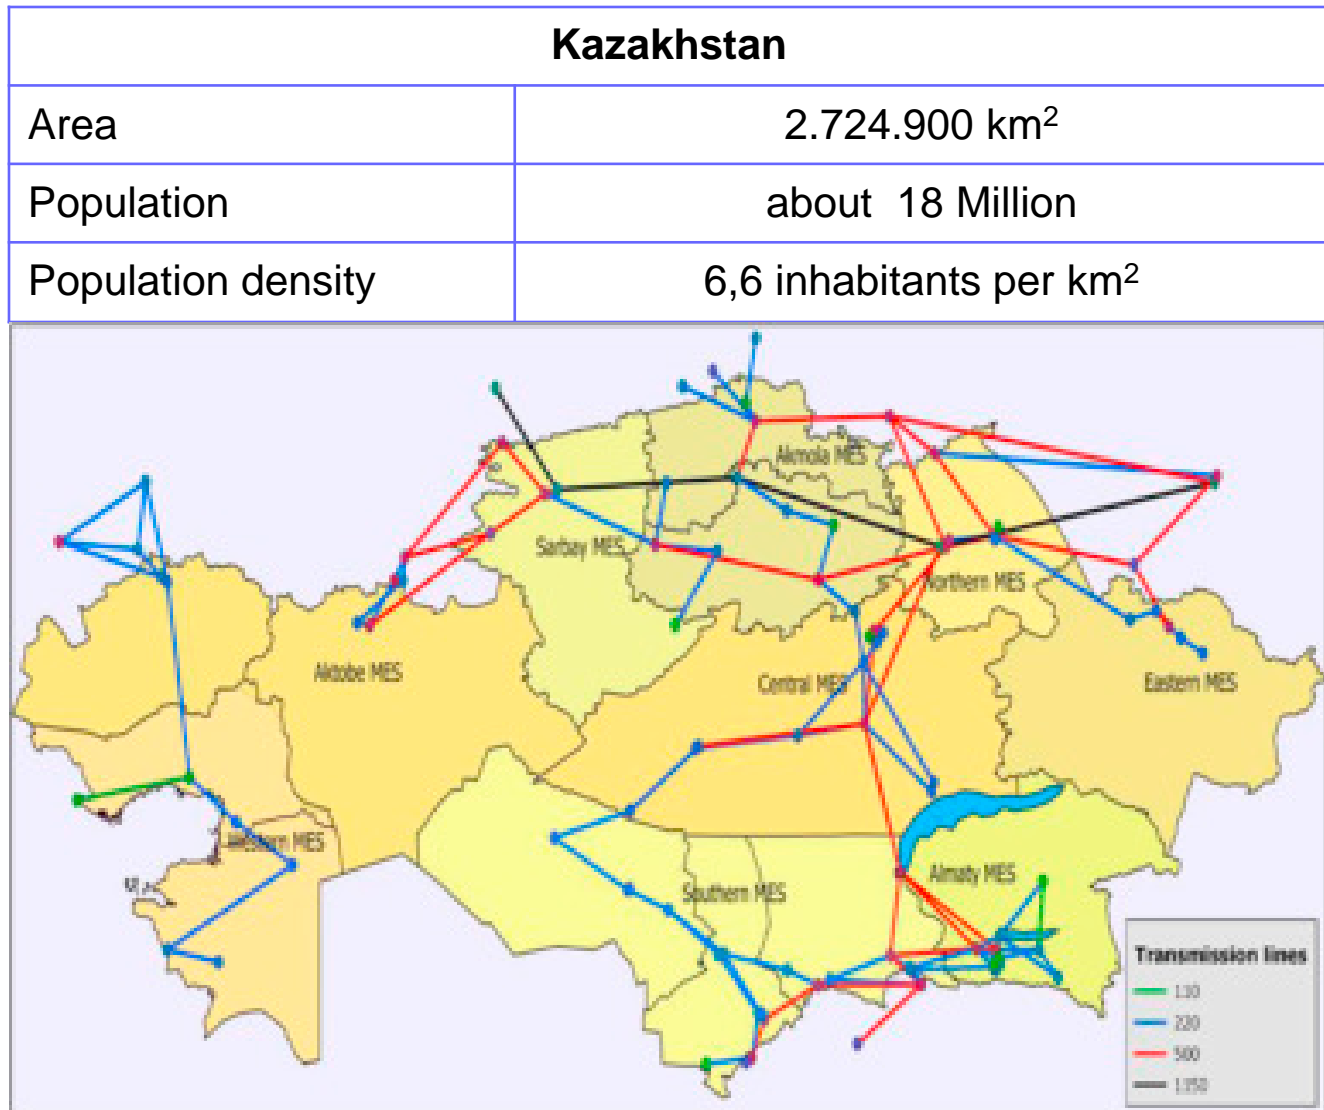 Kazakhstan
Area 2.724.900 km²
Population about 18 Million
Population density 6,6 inhabitants per km²
Akmola MES
Sarbay MES
Northern MES
Aktobe MES
Central MES
Eastern MES
Western MES
Southern MES
Almaty MES
Transmission lines
110
220
500
1150